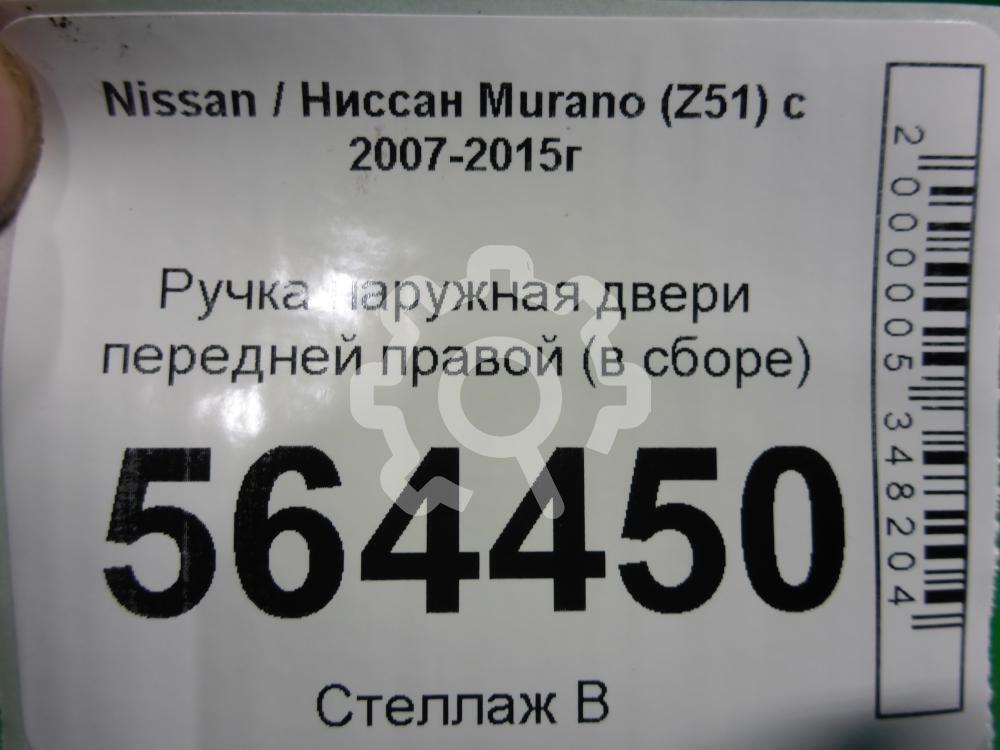 Nissan / Ниссан Murano (Z51) с
2007-2015г
Ручка наружная двери
передней правой (в сборе)
564450
Стеллаж В
2000005348204